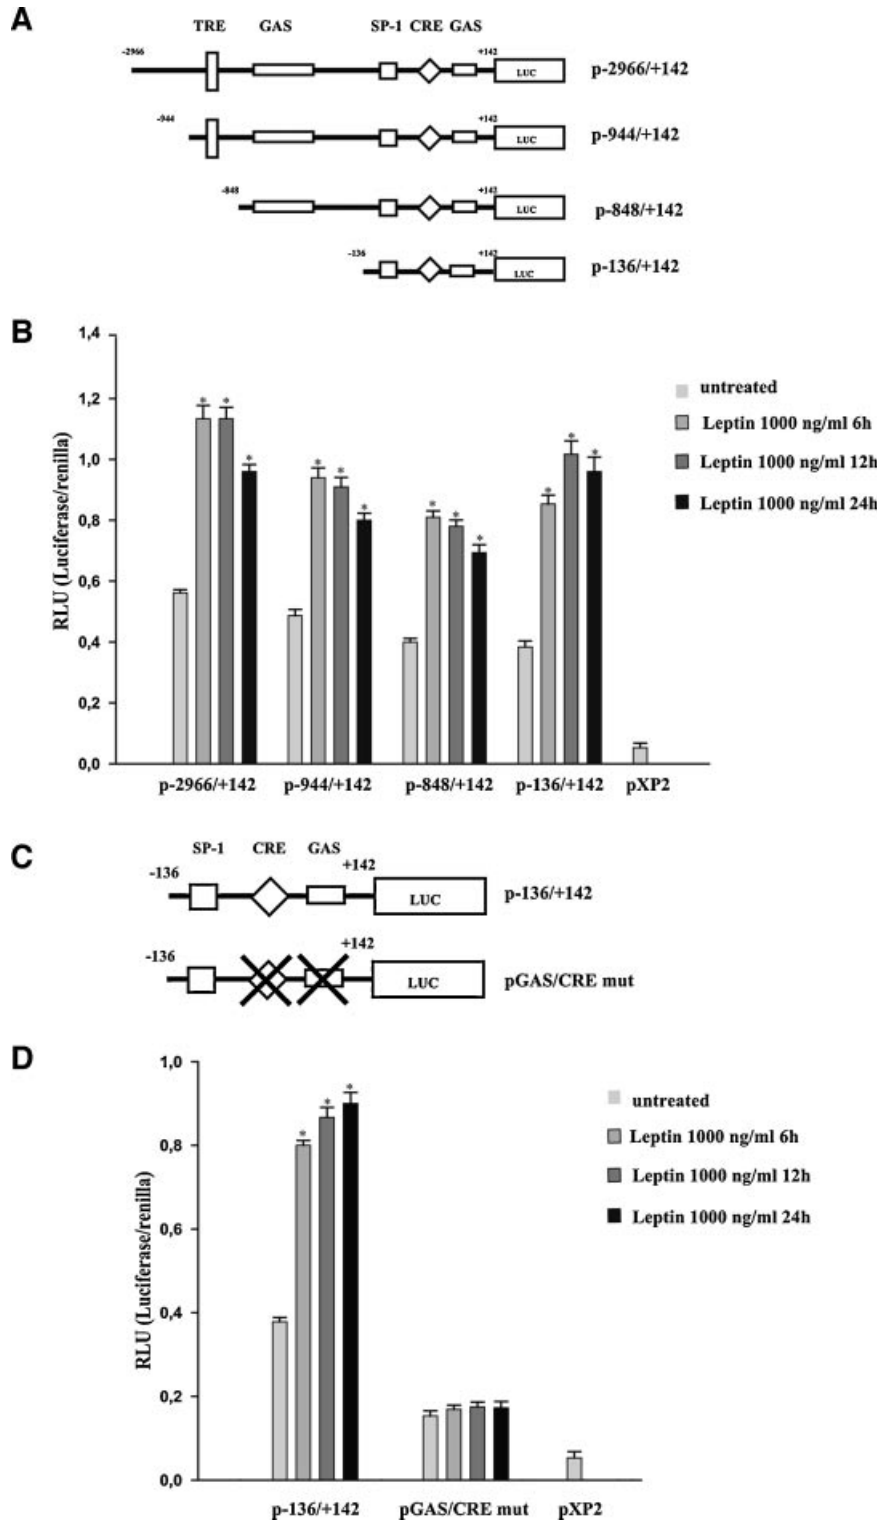 A
TRE GAS SP-1 CRE GAS
-2966 +142 LUC p-2966/+142
-944 +142 LUC p-944/+142
-848 +142 LUC p-848/+142
-136 +142 LUC p-136/+142
B
RLU (Luciferase/renilla)
1,4
1,2
1,0
0,8
0,6
0,4
0,2
0,0
* * * * * * * * * * * *
p-2966/+142 p-944/+142 p-848/+142 p-136/+142 pXP2
untreated
Leptin 1000 ng/ml 6h
Leptin 1000 ng/ml 12h
Leptin 1000 ng/ml 24h
C
SP-1 CRE GAS
-136 +142 LUC p-136/+142
-136 +142 LUC pGAS/CRE mut
D
RLU (Luciferase/renilla)
1,0
0,8
0,6
0,4
0,2
0,0
* * *
p-136/+142 pGAS/CRE mut pXP2
untreated
Leptin 1000 ng/ml 6h
Leptin 1000 ng/ml 12h
Leptin 1000 ng/ml 24h